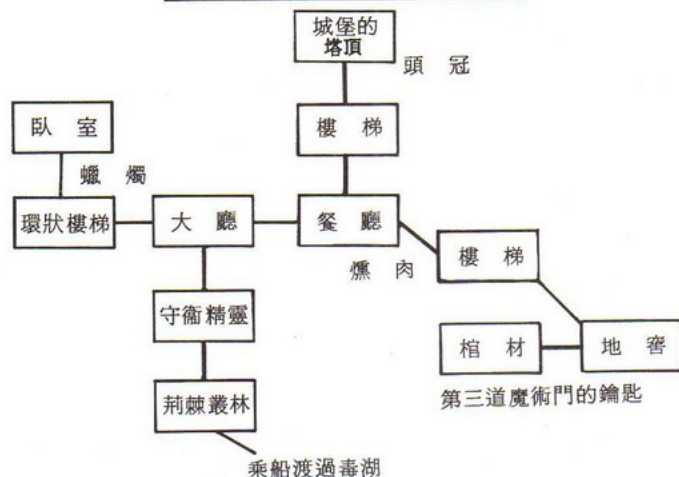 城堡的
塔頂
頭冠
樓梯
臥室
蠟燭
環狀樓梯
大廳
餐廳
燻肉
樓梯
守衞精靈
棺材
地窖
第三道魔術門的鑰匙
荊棘叢林
乘船渡過毒湖